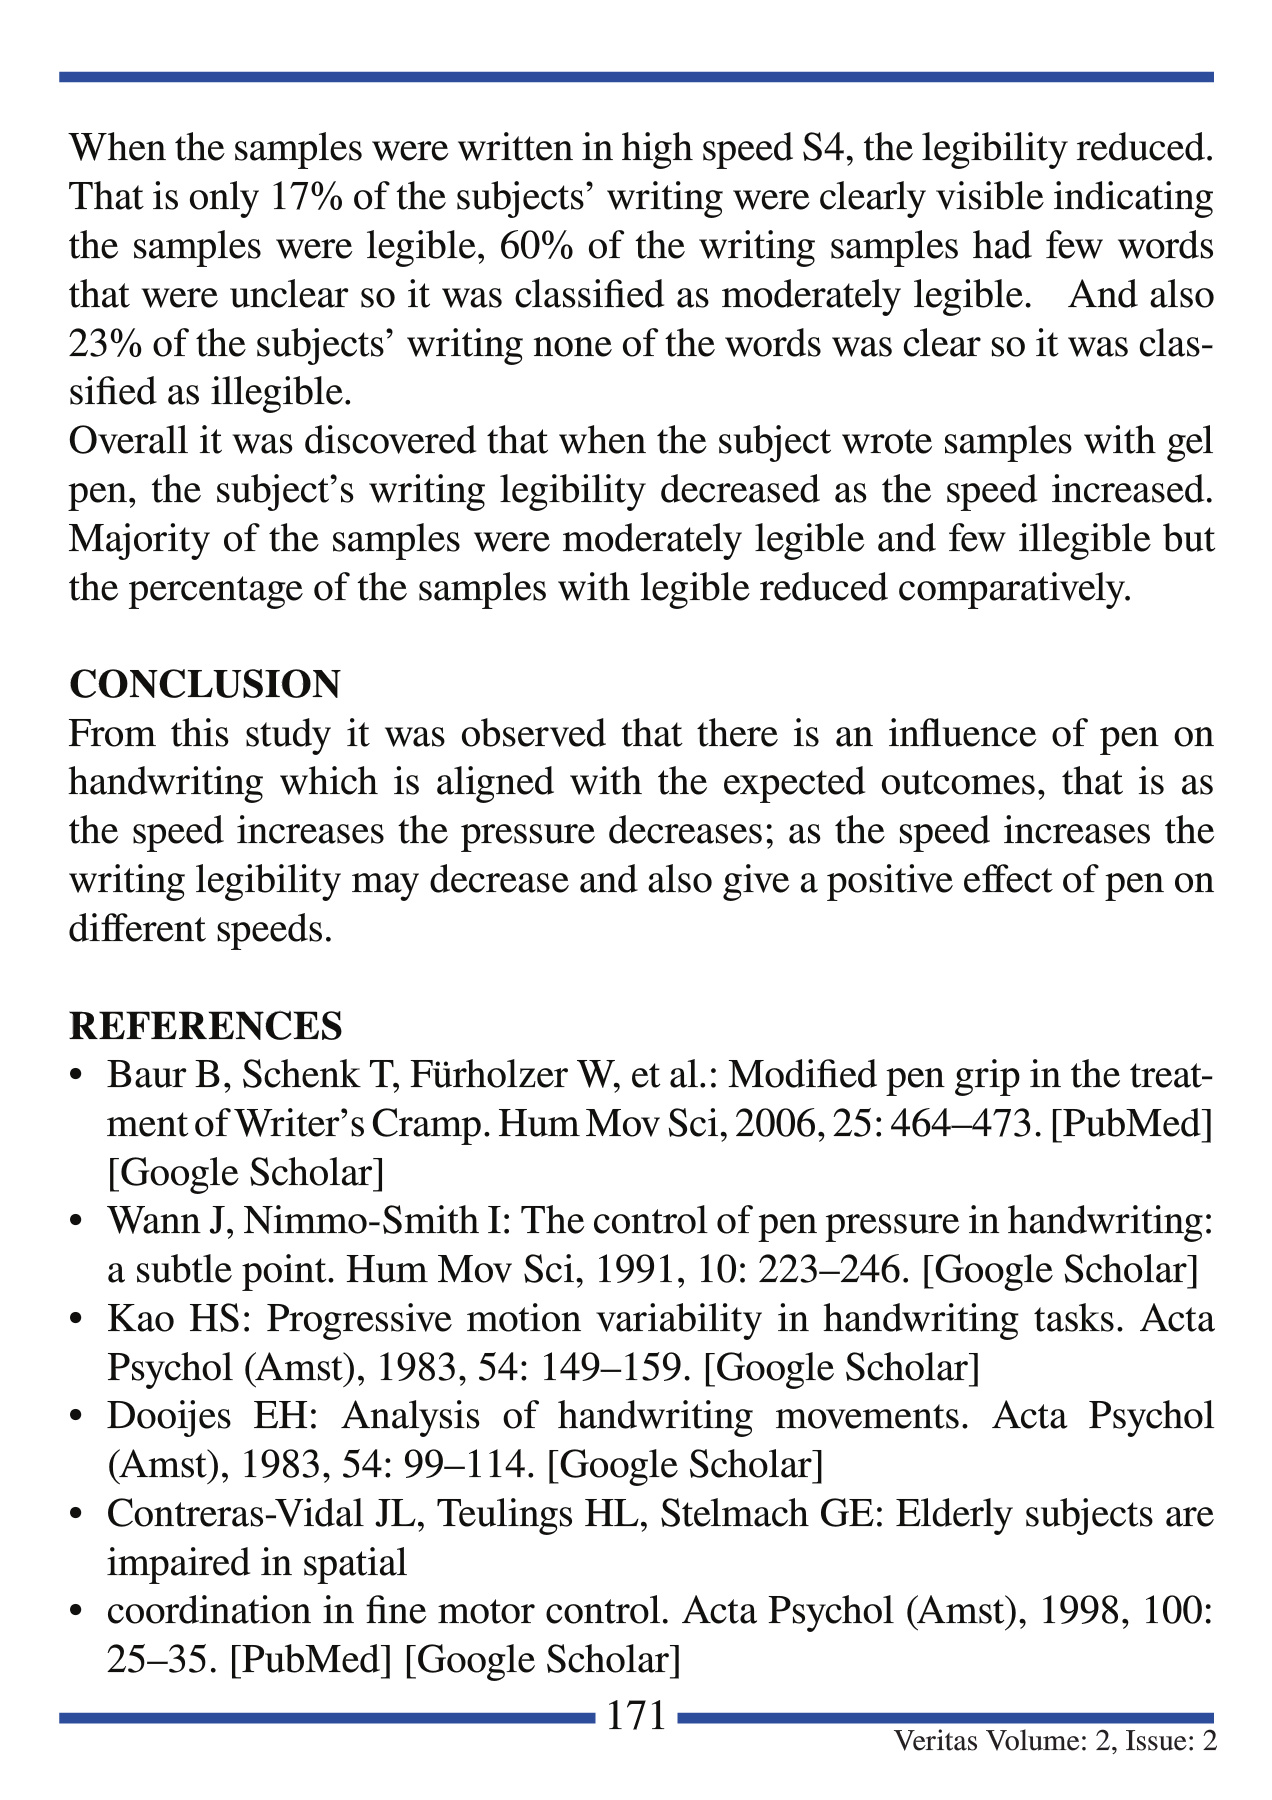 When the samples were written in high speed S4, the legibility reduced.
That is only 17% of the subjects’ writing were clearly visible indicating
the samples were legible, 60% of the writing samples had few words
that were unclear so it was classified as moderately legible.   And also
23% of the subjects’ writing none of the words was clear so it was clas-
sified as illegible.
Overall it was discovered that when the subject wrote samples with gel
pen, the subject’s writing legibility decreased as the speed increased.
Majority of the samples were moderately legible and few illegible but
the percentage of the samples with legible reduced comparatively.
CONCLUSION
From this study it was observed that there is an influence of pen on
handwriting which is aligned with the expected outcomes, that is as
the speed increases the pressure decreases; as the speed increases the
writing legibility may decrease and also give a positive effect of pen on
different speeds.
REFERENCES
• Baur B, Schenk T, Fürholzer W, et al.: Modified pen grip in the treat-
ment of Writer’s Cramp. Hum Mov Sci, 2006, 25: 464–473. [PubMed]
[Google Scholar]
• Wann J, Nimmo-Smith I: The control of pen pressure in handwriting:
a subtle point. Hum Mov Sci, 1991, 10: 223–246. [Google Scholar]
• Kao HS: Progressive motion variability in handwriting tasks. Acta
Psychol (Amst), 1983, 54: 149–159. [Google Scholar]
• Dooijes EH: Analysis of handwriting movements. Acta Psychol
(Amst), 1983, 54: 99–114. [Google Scholar]
• Contreras-Vidal JL, Teulings HL, Stelmach GE: Elderly subjects are
impaired in spatial
• coordination in fine motor control. Acta Psychol (Amst), 1998, 100:
25–35. [PubMed] [Google Scholar]
171
Veritas Volume: 2, Issue: 2